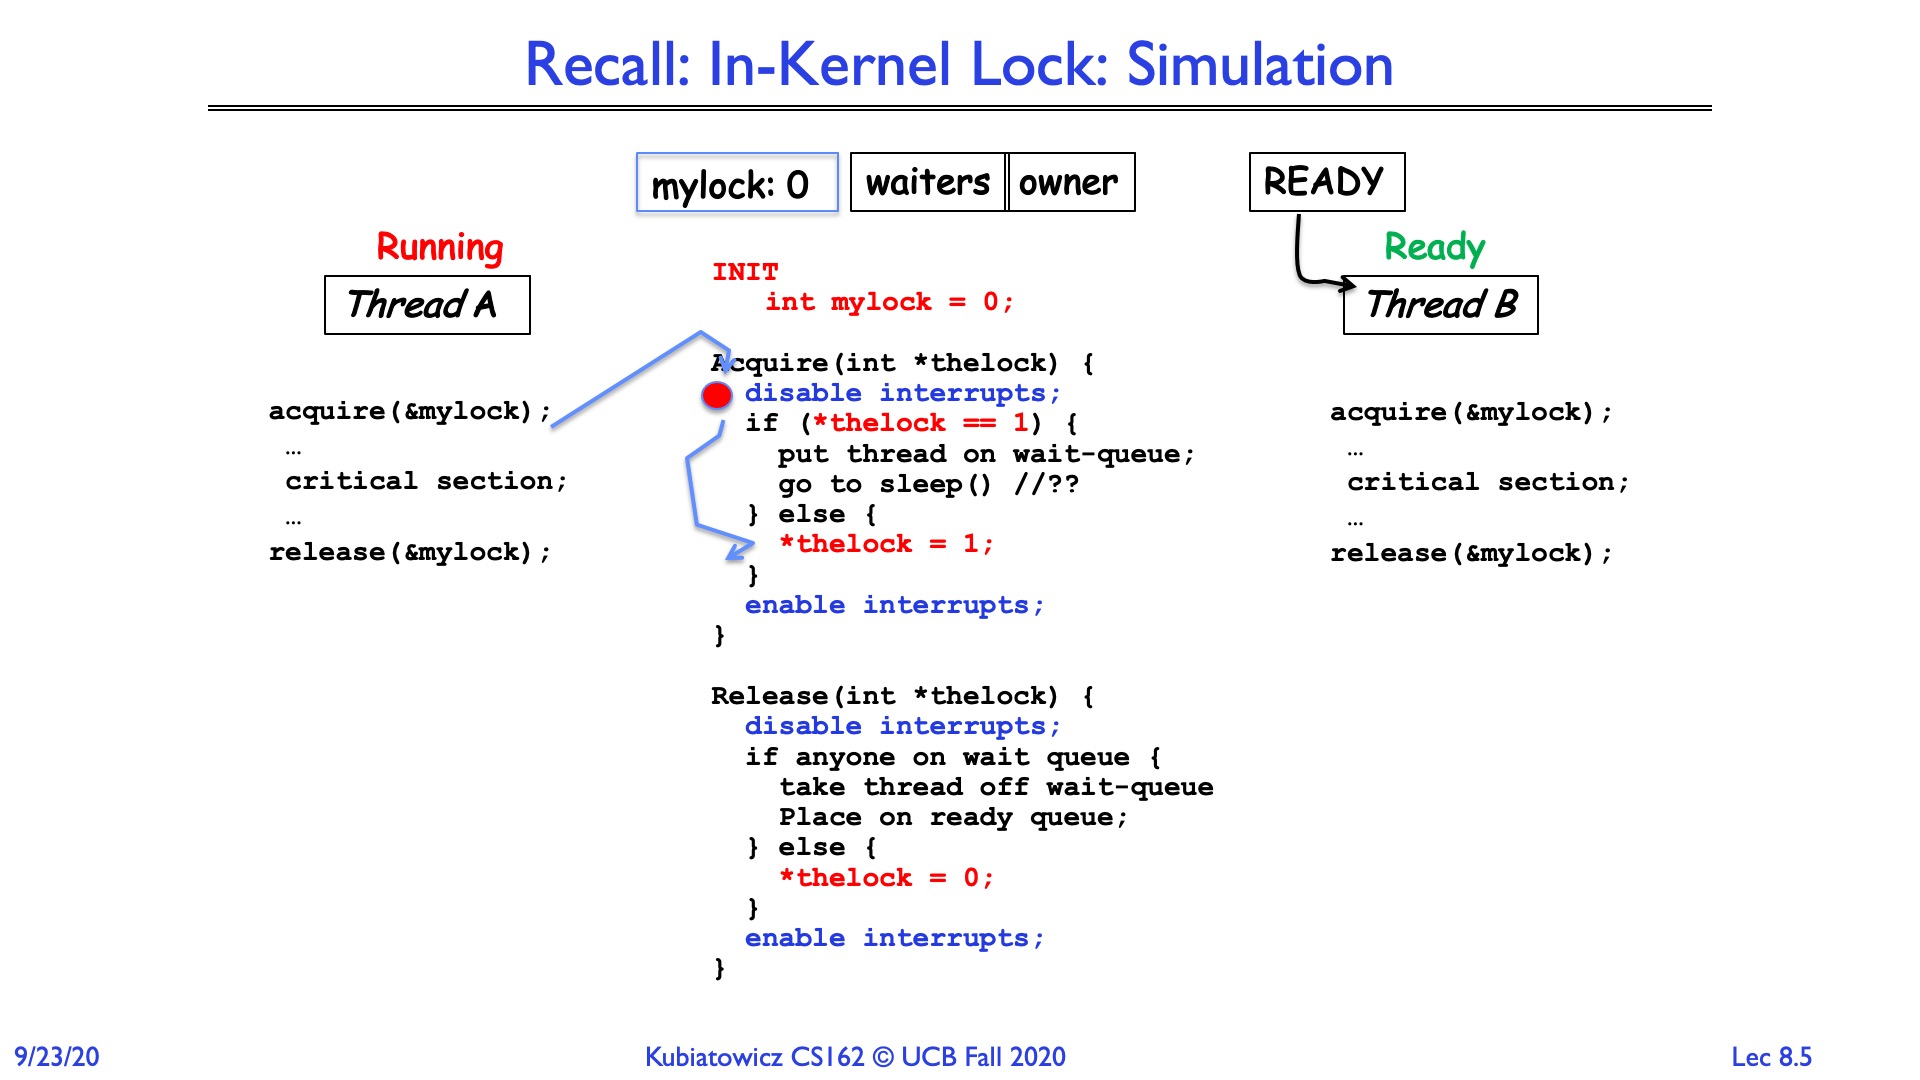 Recall: In-Kernel Lock: Simulation
mylock: 0
waiters
owner
READY
Running
Thread A
acquire(&mylock);
…
critical section;
…
release(&mylock);
INIT
int mylock = 0;
Acquire(int *thelock) {
disable interrupts;
if (*thelock == 1) {
put thread on wait-queue;
go to sleep() //??
} else {
*thelock = 1;
}
enable interrupts;
}
Release(int *thelock) {
disable interrupts;
if anyone on wait queue {
take thread off wait-queue
Place on ready queue;
} else {
*thelock = 0;
}
enable interrupts;
}
Ready
Thread B
acquire(&mylock);
…
critical section;
…
release(&mylock);
9/23/20
Kubiatowicz CS162 © UCB Fall 2020
Lec 8.5